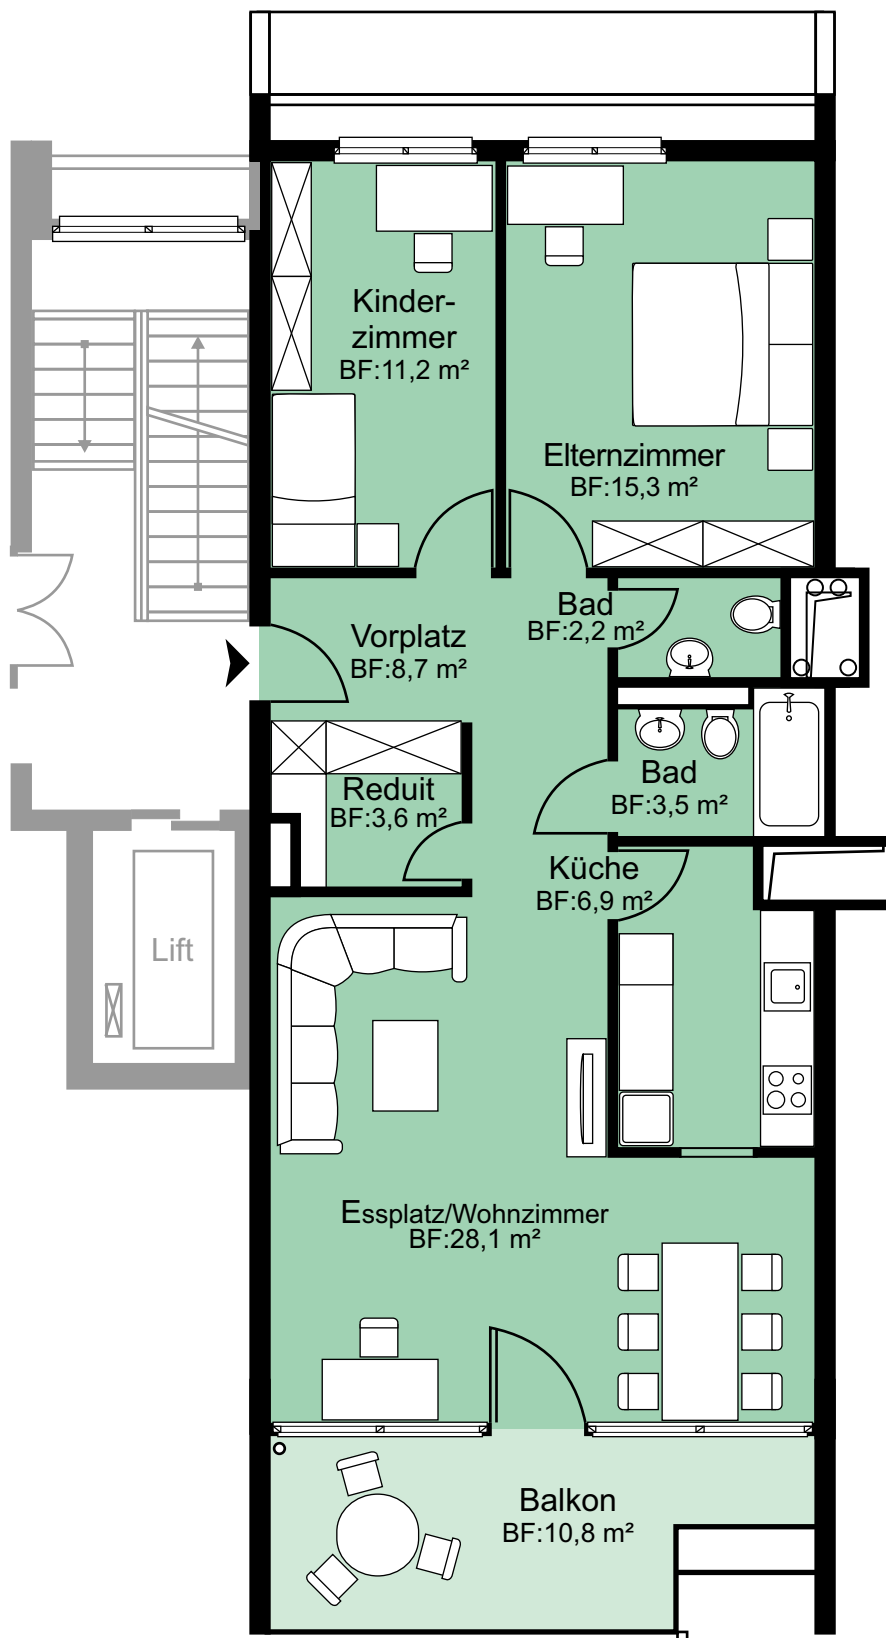 Kinder-
zimmer
BF:11,2 m²
Elternzimmer
BF:15,3 m²
Bad
BF:2,2 m²
Vorplatz
BF:8,7 m²
Bad
BF:3,5 m²
Reduit
BF:3,6 m²
Küche
BF:6,9 m²
Lift
Essplatz/Wohnzimmer
BF:28,1 m²
Balkon
BF:10,8 m²